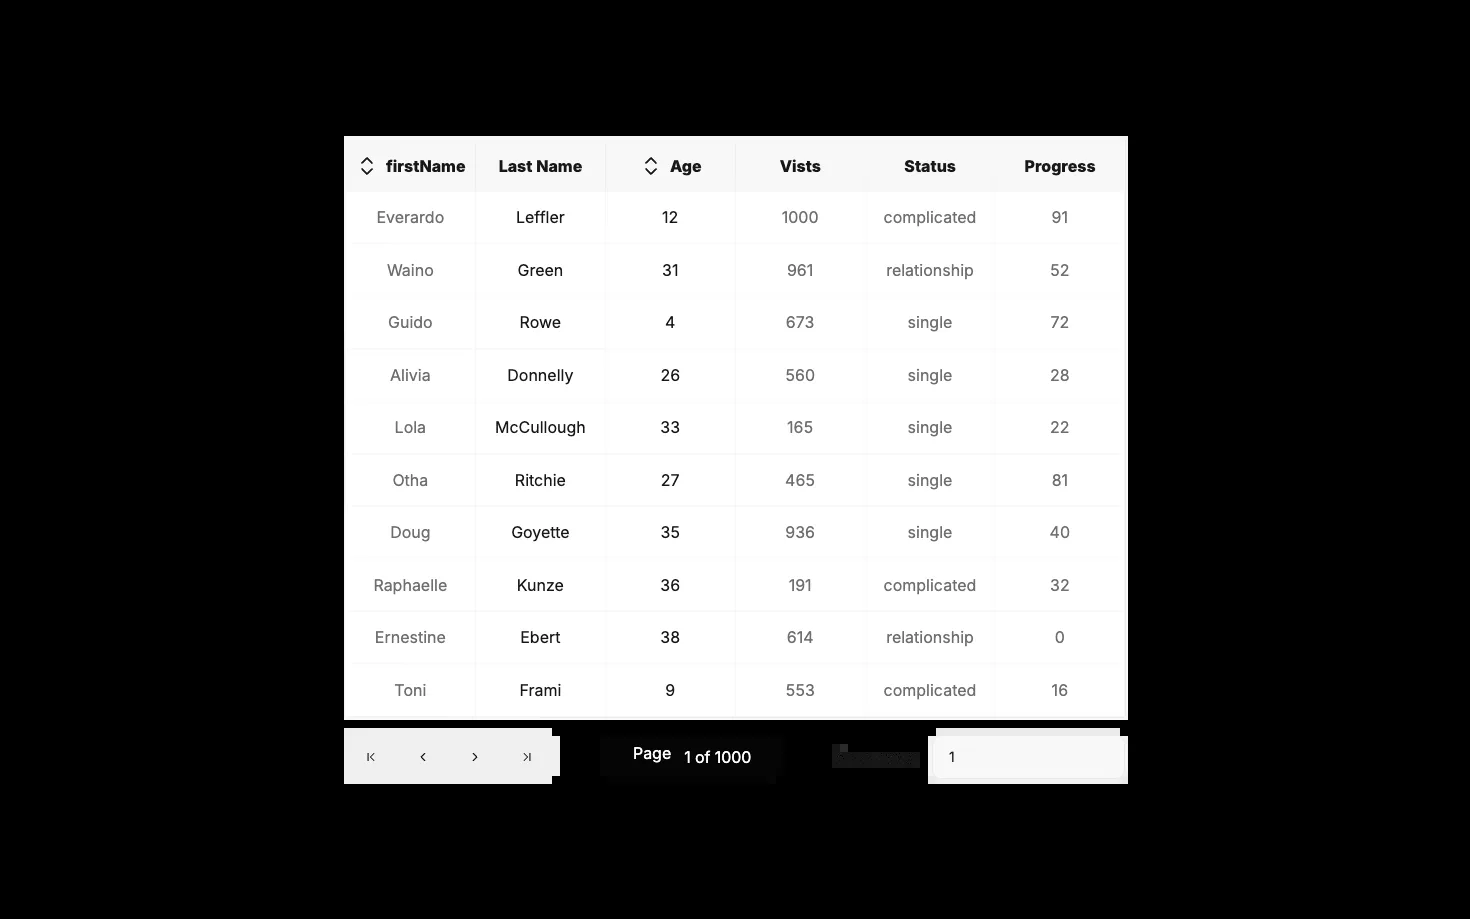 firstName Last Name Age Vists Status Progress
Everardo Leffler 12 1000 complicated 91
Waino Green 31 961 relationship 52
Guido Rowe 4 673 single 72
Alivia Donnelly 26 560 single 28
Lola McCullough 33 165 single 22
Otha Ritchie 27 465 single 81
Doug Goyette 35 936 single 40
Raphaelle Kunze 36 191 complicated 32
Ernestine Ebert 38 614 relationship 0
Toni Frami 9 553 complicated 16
Page 1 of 1000 1